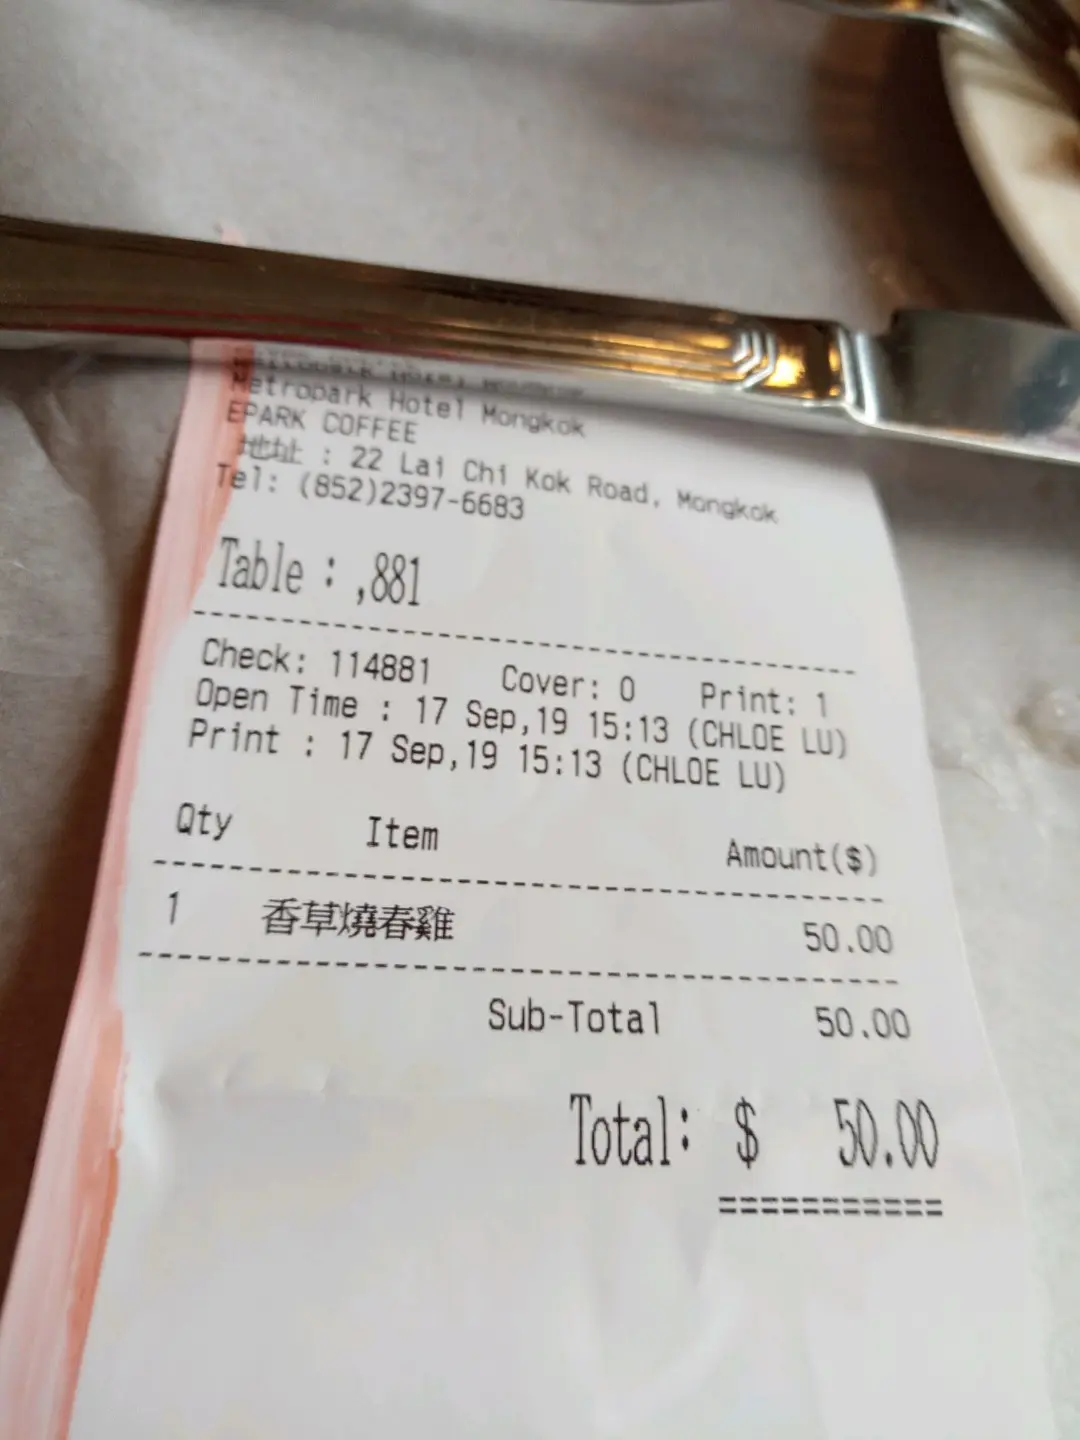 Metropark Hotel Mongkok
EPARK COFFEE
地址 : 22 Lai Chi Kok Road, Mongkok
Tel: (852)2397-6683
Table : ,881
Check: 114881 Cover: 0 Print: 1
Open Time : 17 Sep,19 15:13 (CHLOE LU)
Print : 17 Sep,19 15:13 (CHLOE LU)
Qty Item Amount($)
1 香草燒春雞 50.00
Sub-Total 50.00
Total: $ 50.00